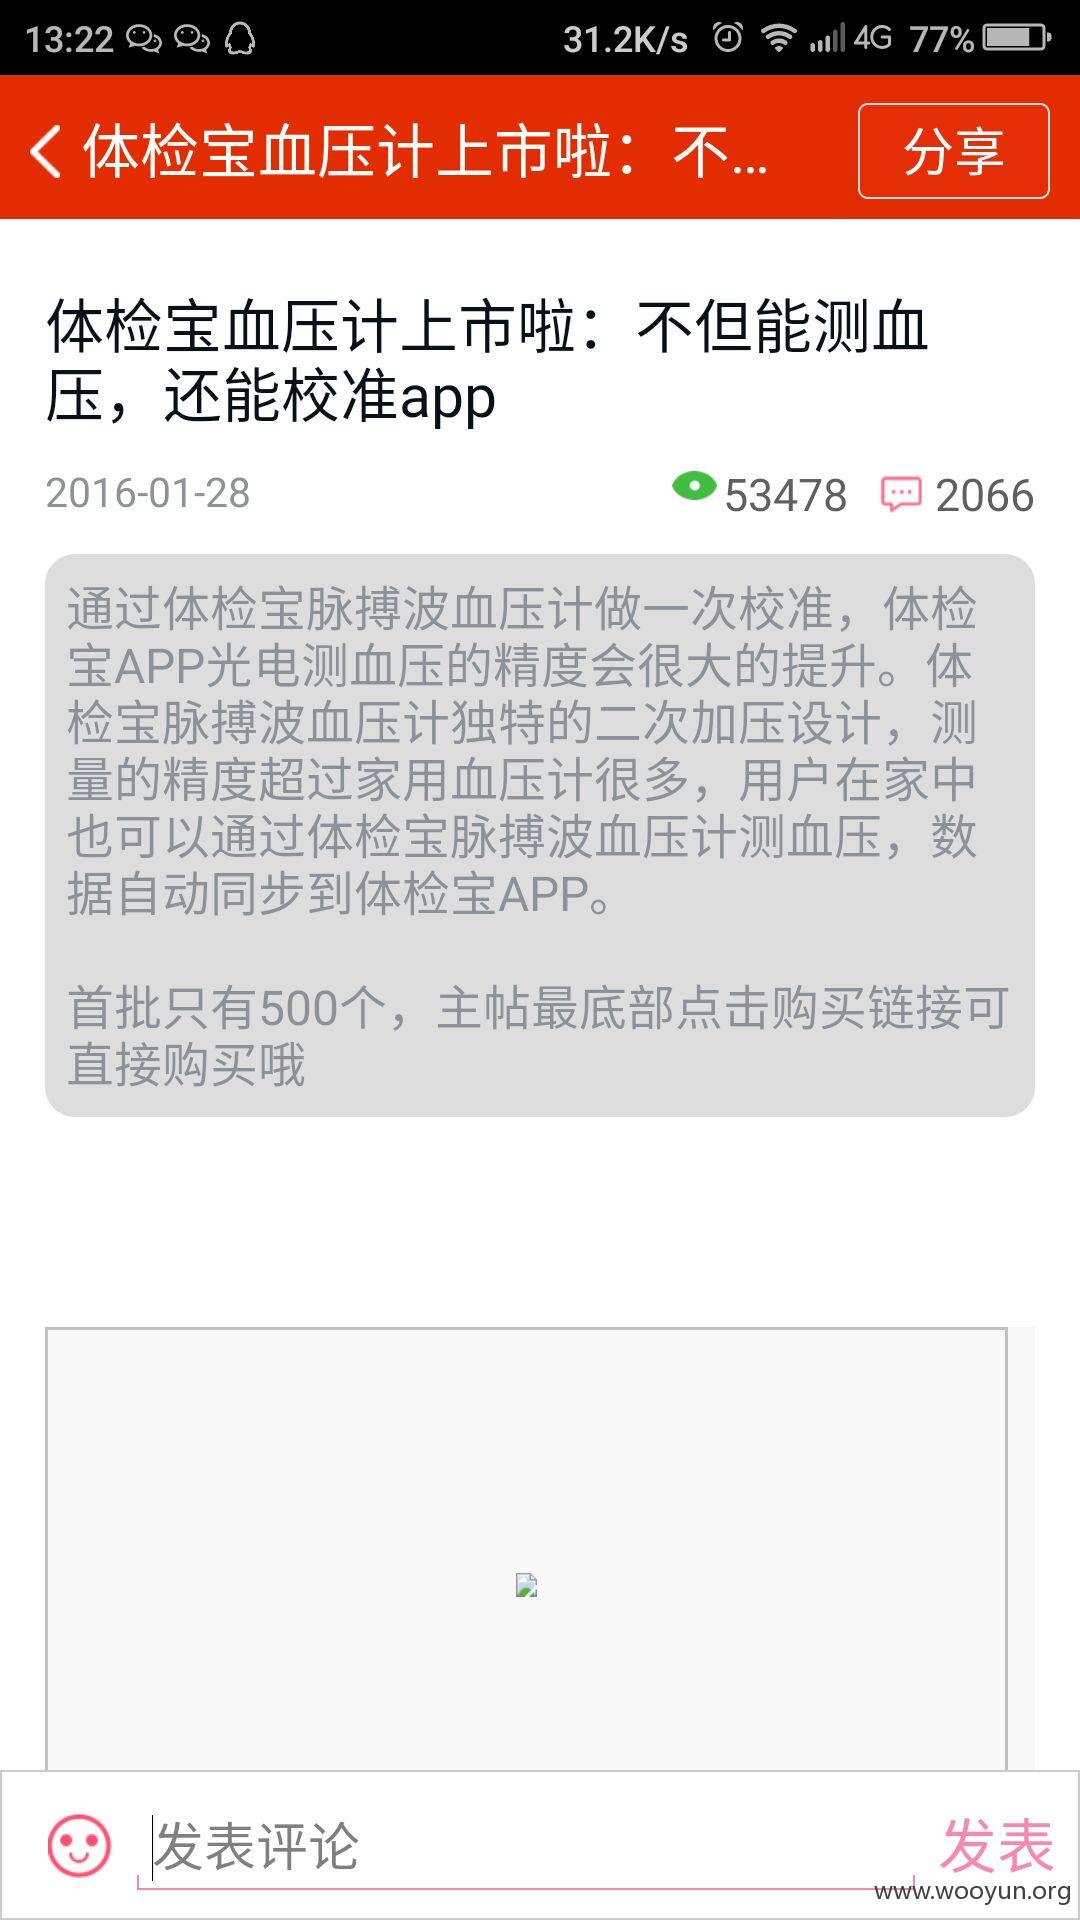 13:22 31.2K/s 4G 77%
体检宝血压计上市啦：不... 分享
体检宝血压计上市啦：不但能测血
压，还能校准app
2016-01-28 53478 2066
通过体检宝脉搏波血压计做一次校准，体检
宝APP光电测血压的精度会很大的提升。体
检宝脉搏波血压计独特的二次加压设计，测
量的精度超过家用血压计很多，用户在家中
也可以通过体检宝脉搏波血压计测血压，数
据自动同步到体检宝APP。
首批只有500个，主帖最底部点击购买链接可
直接购买哦
发表评论 发表
www.wooyun.org